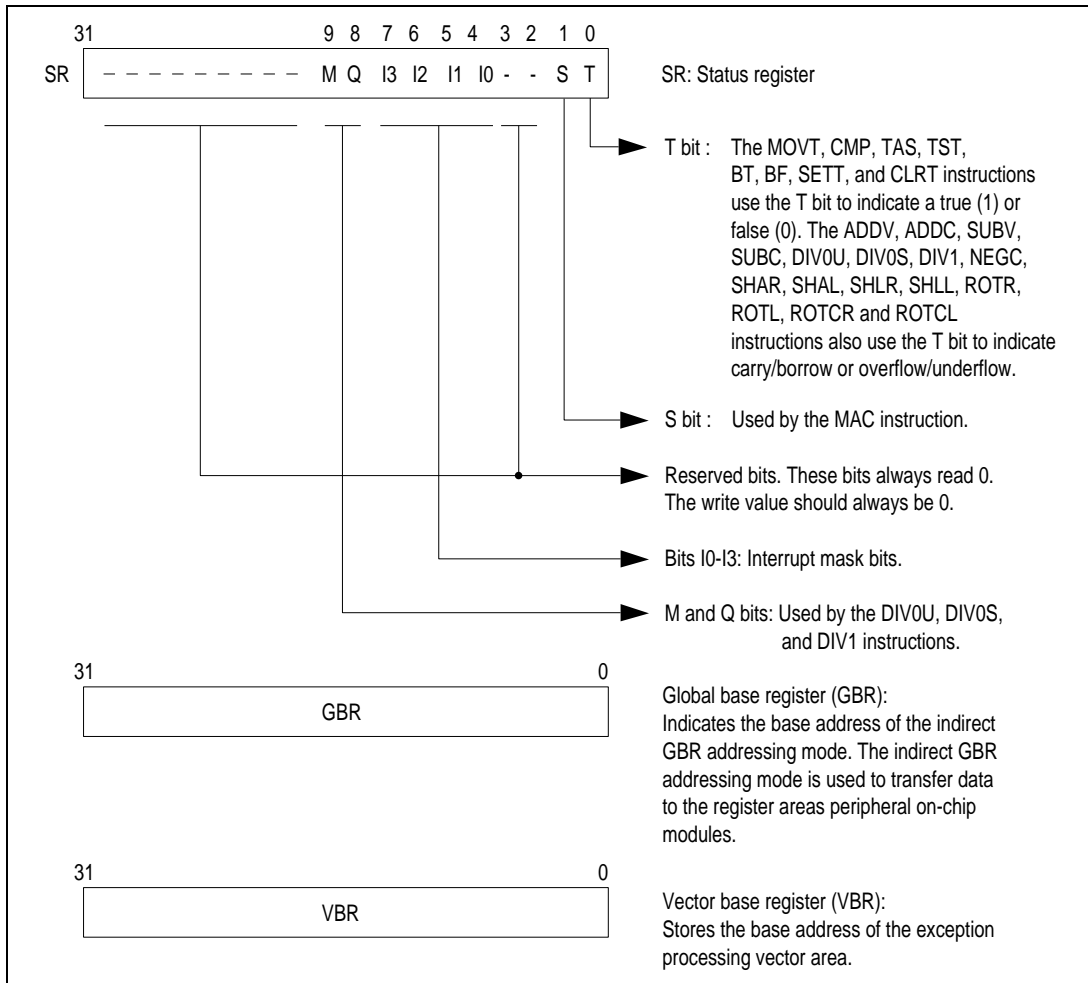 31 9 8 7 6 5 4 3 2 1 0
SR - - - - - - - - - - M Q I3 I2 I1 I0 - - S T SR: Status register
T bit : The MOVT, CMP, TAS, TST,
BT, BF, SETT, and CLRT instructions
use the T bit to indicate a true (1) or
false (0). The ADDV, ADDC, SUBV,
SUBC, DIV0U, DIV0S, DIV1, NEGC,
SHAR, SHAL, SHLR, SHLL, ROTR,
ROTL, ROTCR and ROTCL
instructions also use the T bit to indicate
carry/borrow or overflow/underflow.
S bit : Used by the MAC instruction.
Reserved bits. These bits always read 0.
The write value should always be 0.
Bits I0-I3: Interrupt mask bits.
M and Q bits: Used by the DIV0U, DIV0S,
and DIV1 instructions.
31 0
GBR
Global base register (GBR):
Indicates the base address of the indirect
GBR addressing mode. The indirect GBR
addressing mode is used to transfer data
to the register areas peripheral on-chip
modules.
31 0
VBR
Vector base register (VBR):
Stores the base address of the exception
processing vector area.